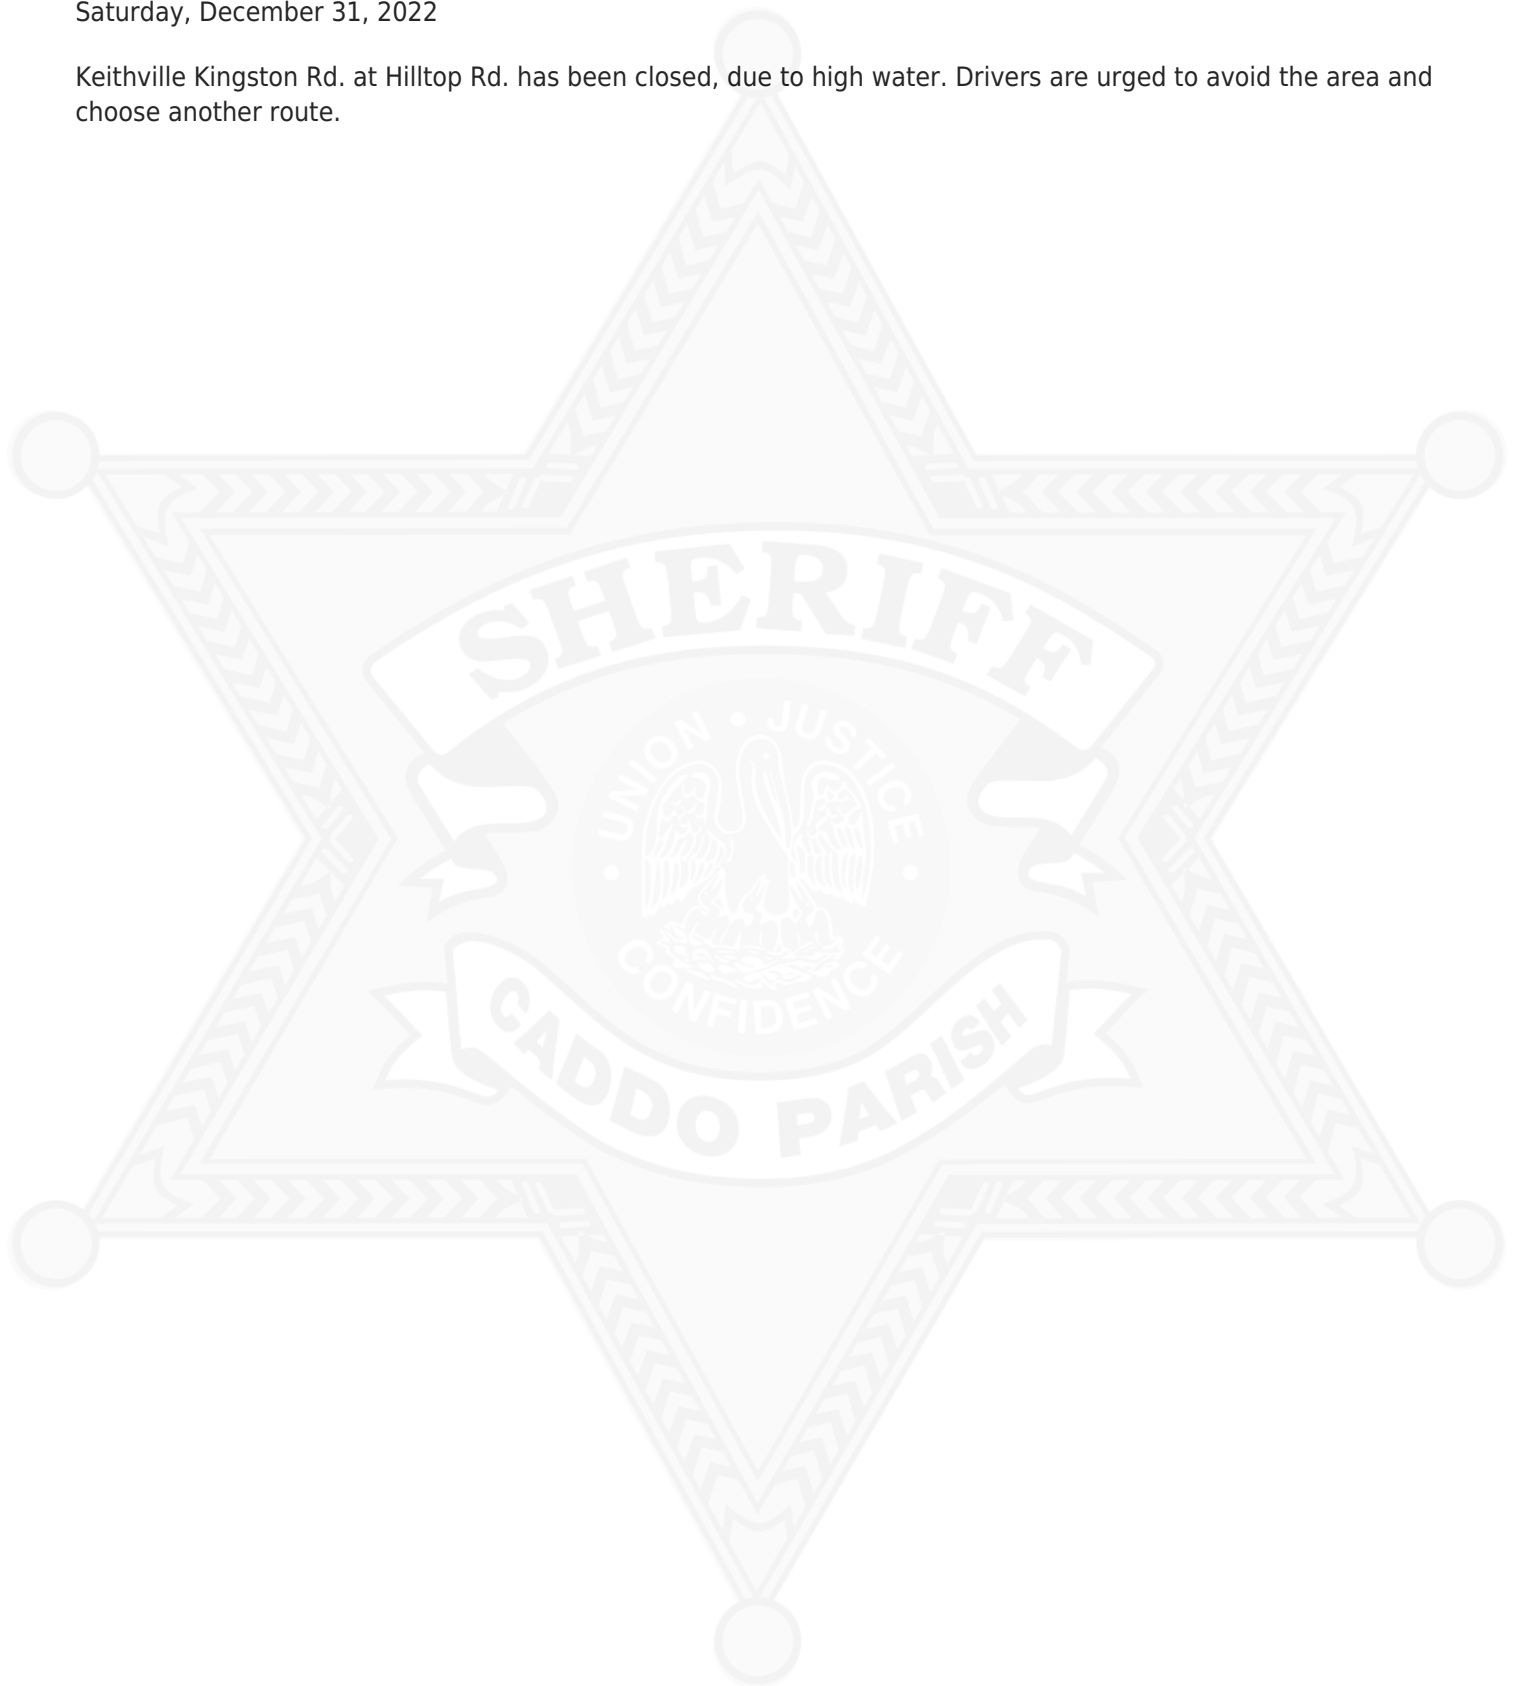 Saturday, December 31, 2022
Keithville Kingston Rd. at Hilltop Rd. has been closed, due to high water. Drivers are urged to avoid the area and
choose another route.
SHERIFF
UNION • JUSTICE
• CONFIDENCE •
CADDO PARISH